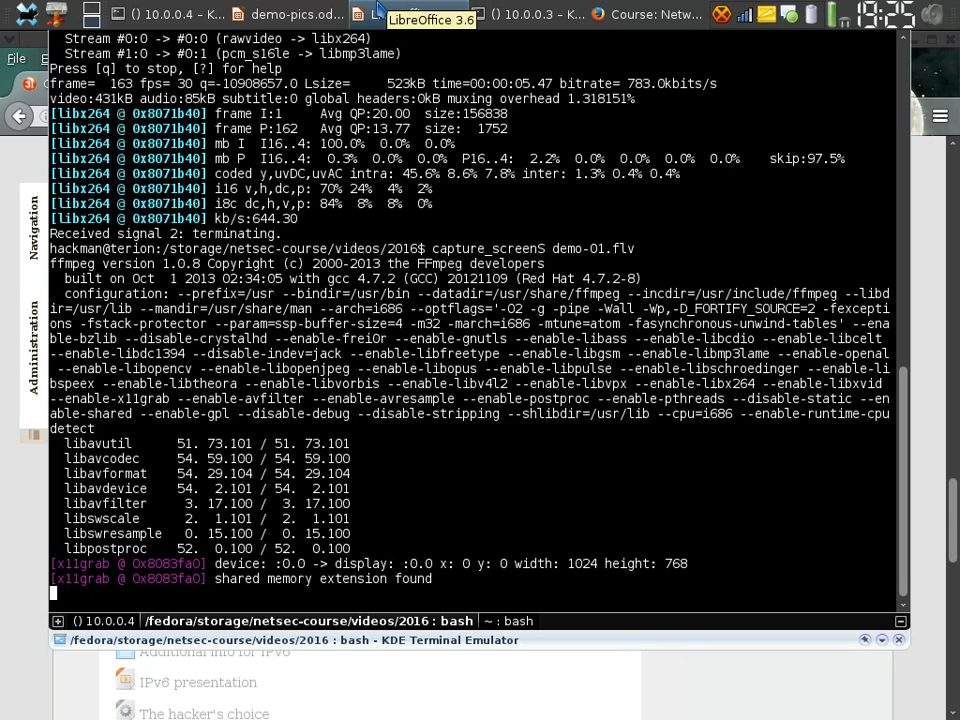 () 10.0.0.4 – K...
demo-pics.od...
() 10.0.0.3 – K...
Course: Netw...
19:25
LibreOffice 3.6
File
Stream #0:0 -> #0:0 (rawvideo -> libx264)
Stream #1:0 -> #0:1 (pcm_s16le -> libmp3lame)
Press [q] to stop, [?] for help
frame=  163 fps= 30 q=-10908657.0 Lsize=     523kB time=00:00:05.47 bitrate= 783.0kbits/s
video:431kB audio:85kB subtitle:0 global headers:0kB muxing overhead 1.318151%
[libx264 @ 0x8071b40] frame I:1     Avg QP:20.00  size:156838
[libx264 @ 0x8071b40] frame P:162   Avg QP:13.77  size:  1752
[libx264 @ 0x8071b40] mb I  I16..4: 100.0%  0.0%  0.0%
[libx264 @ 0x8071b40] mb P  I16..4:  0.3%  0.0%  0.0%  P16..4:  2.2%  0.0%  0.0%  0.0%  0.0%    skip:97.5%
[libx264 @ 0x8071b40] coded y,uvDC,uvAC intra: 45.6% 8.6% 7.8% inter: 1.3% 0.4% 0.4%
[libx264 @ 0x8071b40] i16 v,h,dc,p: 70% 24%  4%  2%
[libx264 @ 0x8071b40] i8c dc,h,v,p: 84%  8%  8%  0%
[libx264 @ 0x8071b40] kb/s:644.30
Received signal 2: terminating.
hackman@terion:/storage/netsec-course/videos/2016$ capture_screenS demo-01.flv
ffmpeg version 1.0.8 Copyright (c) 2000-2013 the FFmpeg developers
built on Oct  1 2013 02:34:05 with gcc 4.7.2 (GCC) 20121109 (Red Hat 4.7.2-8)
configuration: --prefix=/usr --bindir=/usr/bin --datadir=/usr/share/ffmpeg --incdir=/usr/include/ffmpeg --libd
ir=/usr/lib --mandir=/usr/share/man --arch=i686 --optflags='-O2 -g -pipe -Wall -Wp,-D_FORTIFY_SOURCE=2 -fexcepti
ons -fstack-protector --param=ssp-buffer-size=4 -m32 -march=i686 -mtune=atom -fasynchronous-unwind-tables' --ena
ble-bzlib --disable-crystalhd --enable-frei0r --enable-gnutls --enable-libass --enable-libcdio --enable-libcelt
--enable-libdc1394 --disable-indev=jack --enable-libfreetype --enable-libgsm --enable-libmp3lame --enable-openal
--enable-libopencv --enable-libopenjpeg --enable-libopus --enable-libpulse --enable-libschroedinger --enable-li
bspeex --enable-libtheora --enable-libvorbis --enable-libv4l2 --enable-libvpx --enable-libx264 --enable-libxvid
--enable-x11grab --enable-avfilter --enable-avresample --enable-postproc --enable-pthreads --disable-static --en
able-shared --enable-gpl --disable-debug --disable-stripping --shlibdir=/usr/lib --cpu=i686 --enable-runtime-cpu
detect
libavutil      51. 73.101 / 51. 73.101
libavcodec     54. 59.100 / 54. 59.100
libavformat    54. 29.104 / 54. 29.104
libavdevice    54.  2.101 / 54.  2.101
libavfilter     3. 17.100 /  3. 17.100
libswscale      2.  1.101 /  2.  1.101
libswresample   0. 15.100 /  0. 15.100
libpostproc    52.  0.100 / 52.  0.100
[x11grab @ 0x8083fa0] device: :0.0 -> display: :0.0 x: 0 y: 0 width: 1024 height: 768
[x11grab @ 0x8083fa0] shared memory extension found
Navigation
Administration
() 10.0.0.4
/fedora/storage/netsec-course/videos/2016 : bash
~ : bash
/fedora/storage/netsec-course/videos/2016 : bash - KDE Terminal Emulator
Additional info for IPv6
IPv6 presentation
The hacker's choice